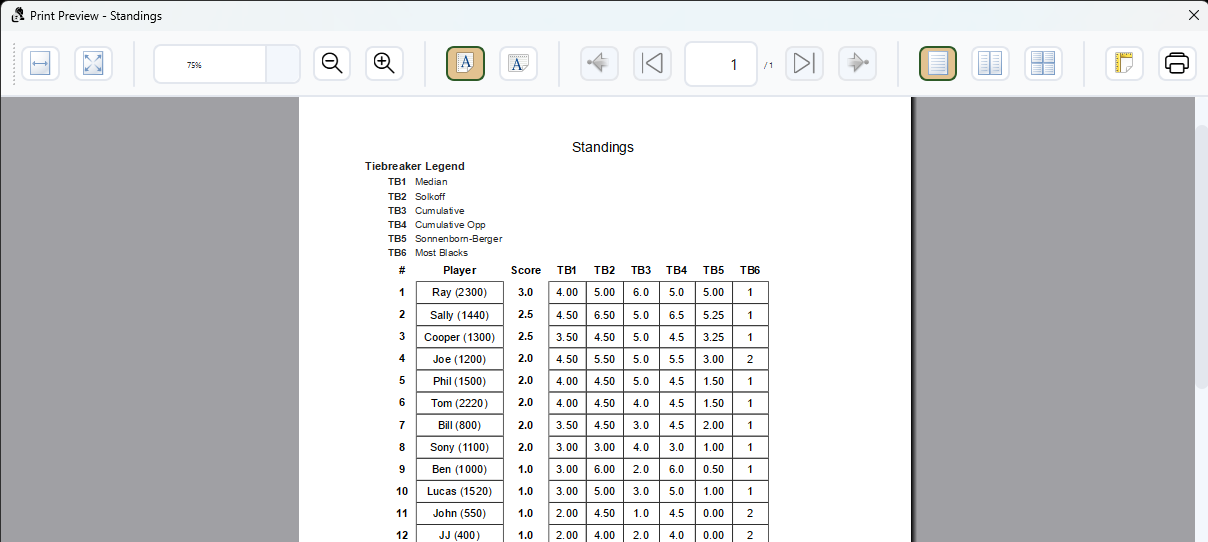 Print Preview - Standings
75%
A
A
1
/ 1
Standings
Tiebreaker Legend
TB1 Median
TB2 Solkoff
TB3 Cumulative
TB4 Cumulative Opp
TB5 Sonnenborn-Berger
TB6 Most Blacks
# Player Score TB1 TB2 TB3 TB4 TB5 TB6
1 Ray (2300) 3.0 4.00 5.00 6.0 5.0 5.00 1
2 Sally (1440) 2.5 4.50 6.50 5.0 6.5 5.25 1
3 Cooper (1300) 2.5 3.50 4.50 5.0 4.5 3.25 1
4 Joe (1200) 2.0 4.50 5.50 5.0 5.5 3.00 2
5 Phil (1500) 2.0 4.00 4.50 5.0 4.5 1.50 1
6 Tom (2220) 2.0 4.00 4.50 4.0 4.5 1.50 1
7 Bill (800) 2.0 3.50 4.50 3.0 4.5 2.00 1
8 Sony (1100) 2.0 3.00 3.00 4.0 3.0 1.00 1
9 Ben (1000) 1.0 3.00 6.00 2.0 6.0 0.50 1
10 Lucas (1520) 1.0 3.00 5.00 3.0 5.0 1.00 1
11 John (550) 1.0 2.00 4.50 1.0 4.5 0.00 2
12 JJ (400) 1.0 2.00 4.00 2.0 4.0 0.00 2